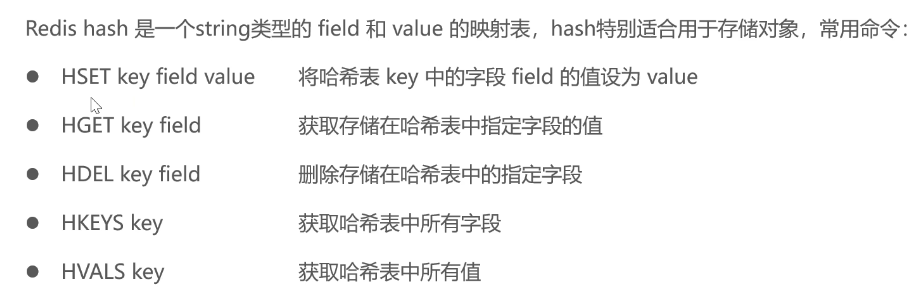 Redis hash 是一个string类型的 field 和 value 的映射表，hash特别适合用于存储对象，常用命令：
● HSET key field value 将哈希表 key 中的字段 field 的值设为 value
● HGET key field 获取存储在哈希表中指定字段的值
● HDEL key field 删除存储在哈希表中的指定字段
● HKEYS key 获取哈希表中所有字段
● HVALS key 获取哈希表中所有值